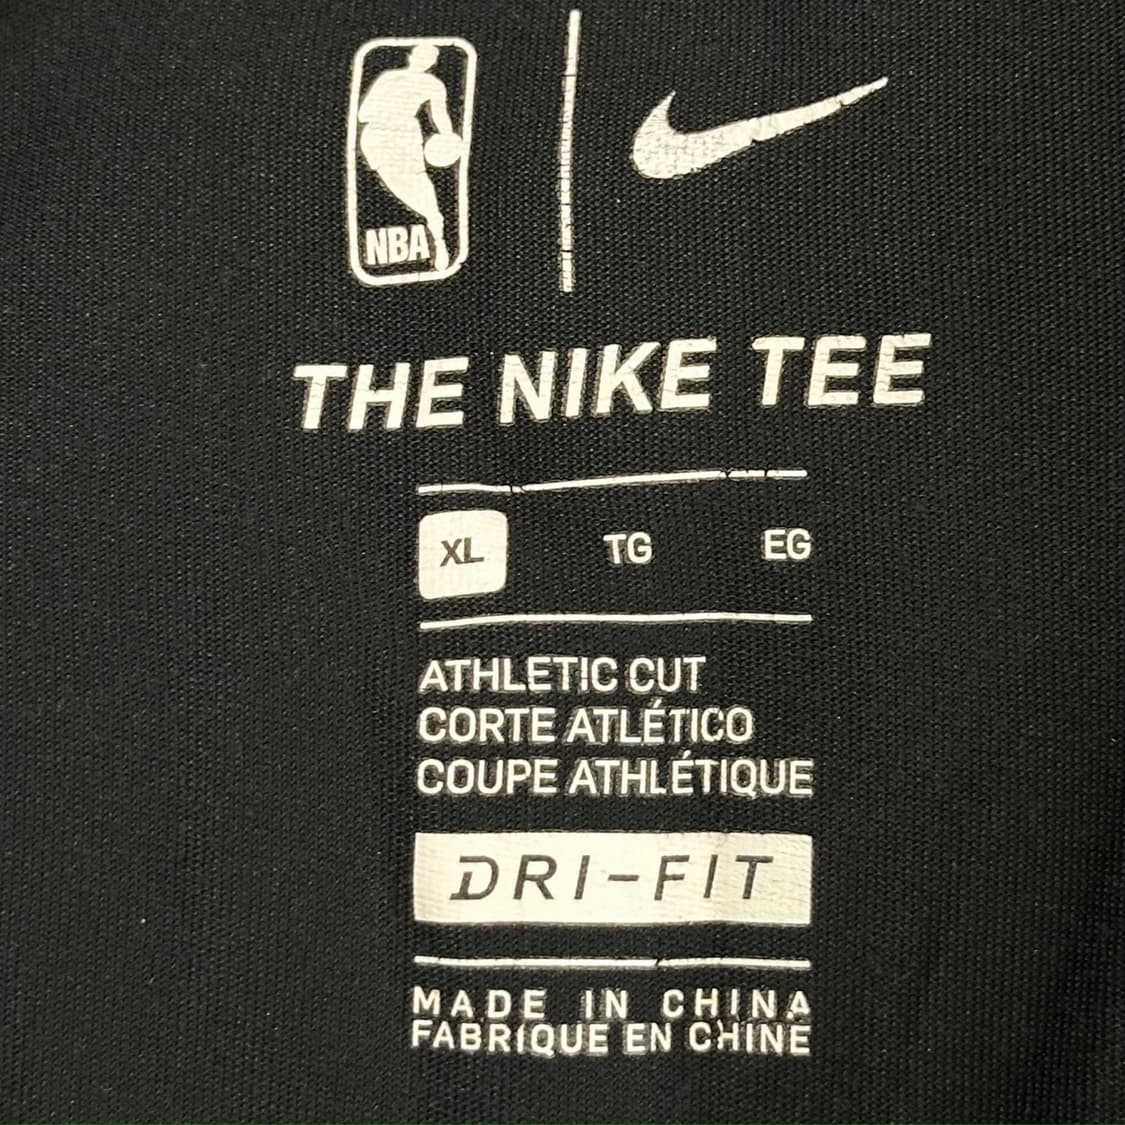 NBA
THE NIKE TEE
XL TG EG
ATHLETIC CUT
CORTE ATLÉTICO
COUPE ATHLÉTIQUE
DRI-FIT
MADE IN CHINA
FABRIQUE EN CHINE